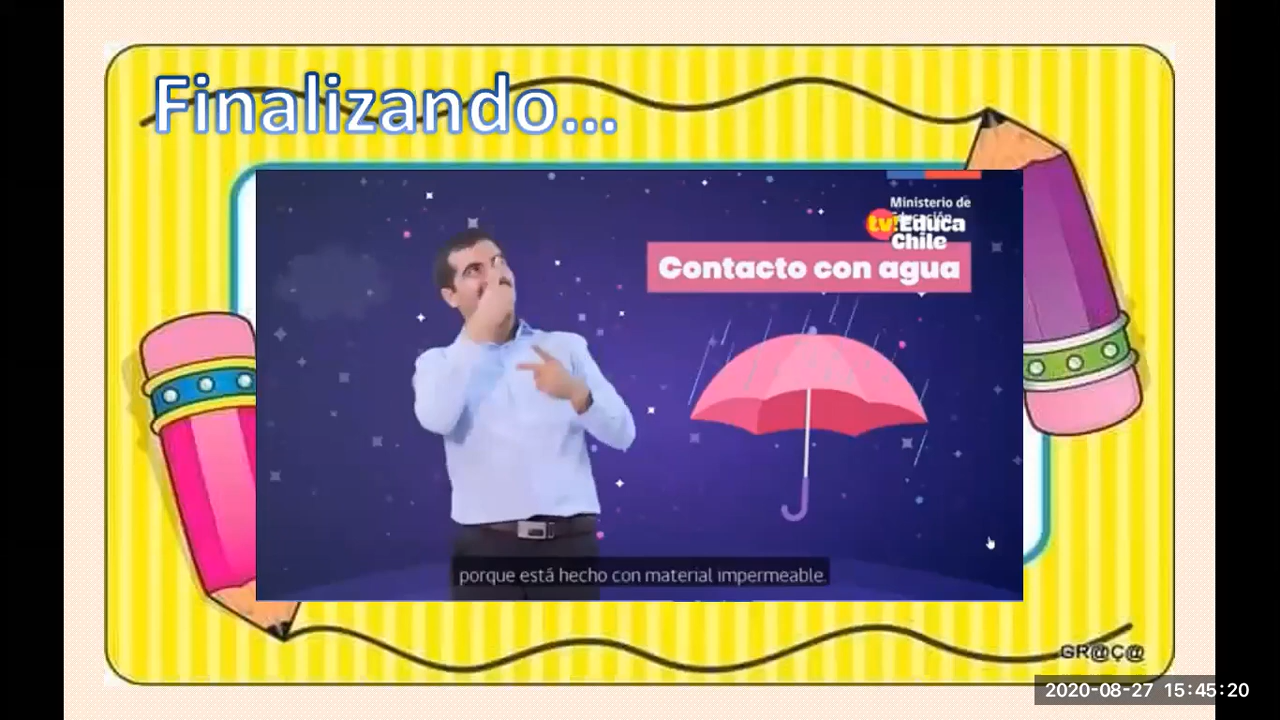 Finalizando...
Ministerio de
Educación
tv! Educa
Chile
Contacto con agua
porque está hecho con material impermeable.
GR@Ç@
2020-08-27 15:45:20